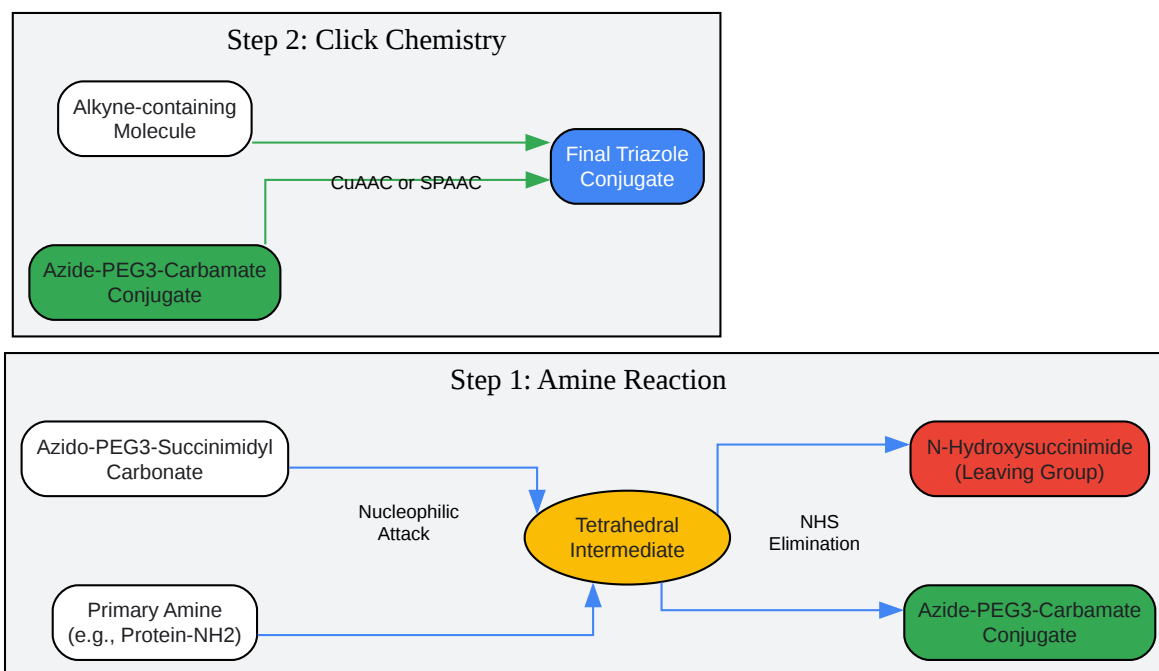 Step 2: Click Chemistry
Alkyne-containing
Molecule
Final Triazole
Conjugate
CuAAC or SPAAC
Azide-PEG3-Carbamate
Conjugate
Step 1: Amine Reaction
Azido-PEG3-Succinimidyl
Carbonate
N-Hydroxysuccinimide
(Leaving Group)
Nucleophilic
Attack
Tetrahedral
Intermediate
NHS
Elimination
Primary Amine
(e.g., Protein-NH2)
Azide-PEG3-Carbamate
Conjugate